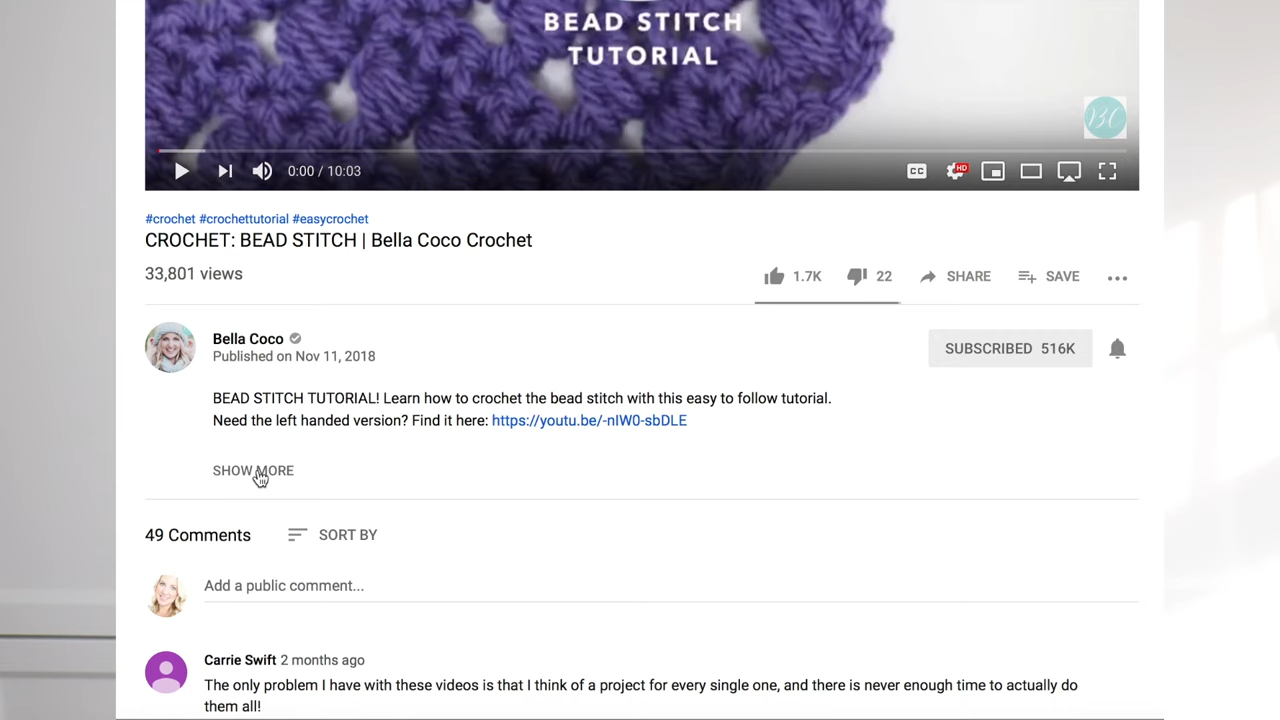 BEAD STITCH
TUTORIAL
BC
0:00 / 10:03
CC
HD
#crochet #crochettutorial #easycrochet
CROCHET: BEAD STITCH | Bella Coco Crochet
33,801 views
1.7K
22
SHARE
SAVE
Bella Coco
Published on Nov 11, 2018
SUBSCRIBED 516K
BEAD STITCH TUTORIAL! Learn how to crochet the bead stitch with this easy to follow tutorial.
Need the left handed version? Find it here: https://youtu.be/-nIW0-sbDLE
SHOW MORE
49 Comments
SORT BY
Add a public comment...
Carrie Swift 2 months ago
The only problem I have with these videos is that I think of a project for every single one, and there is never enough time to actually do
them all!